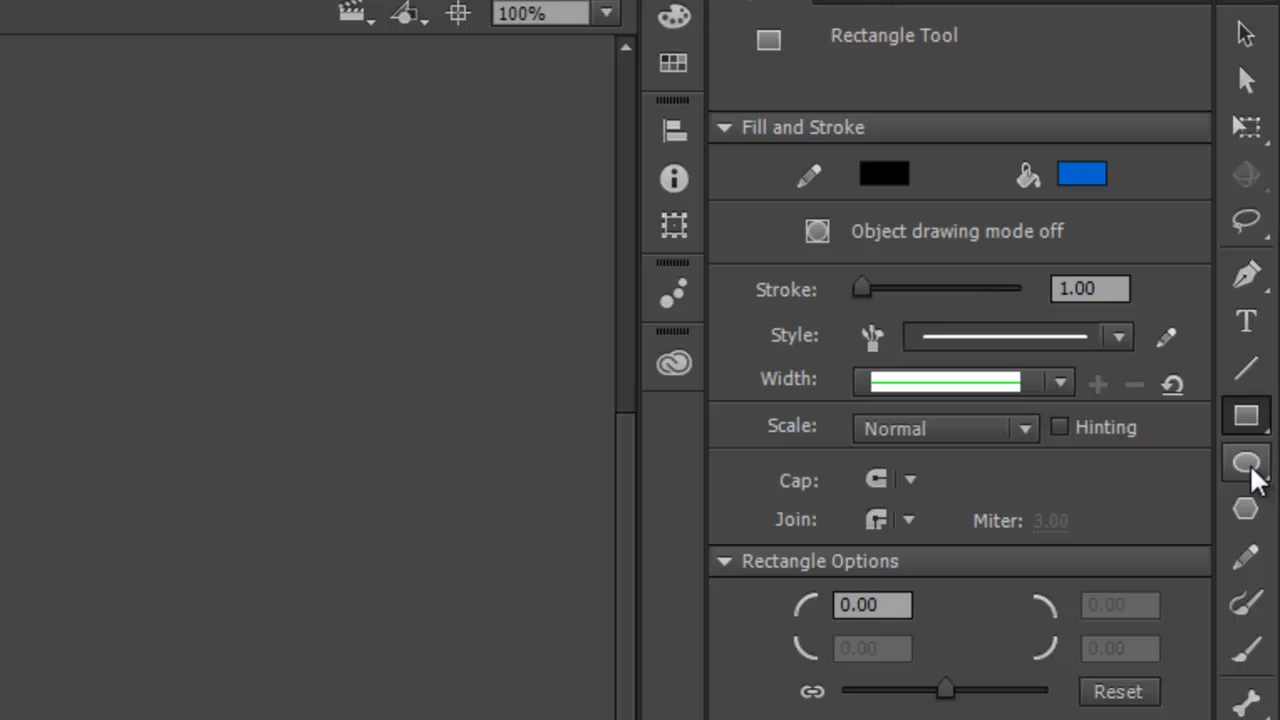 100%
Rectangle Tool
Fill and Stroke
Object drawing mode off
Stroke: 1.00
Style:
Width:
Scale: Normal Hinting
Cap:
Join: Miter: 3.00
Rectangle Options
0.00 0.00
0.00 0.00
Reset